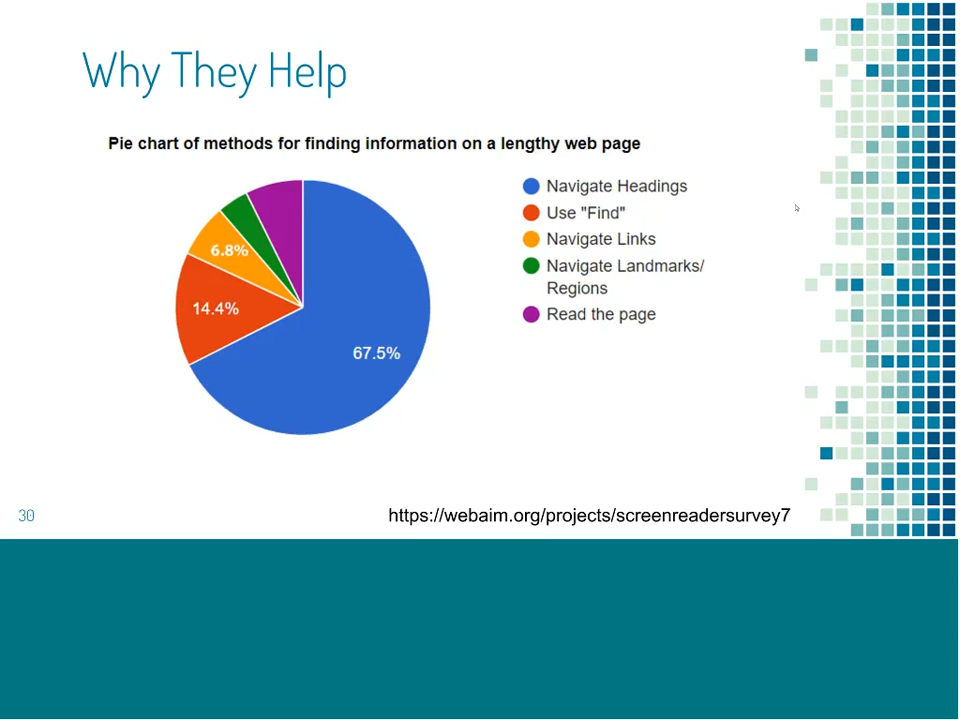 Why They Help
Pie chart of methods for finding information on a lengthy web page
Navigate Headings
Use "Find"
Navigate Links
Navigate Landmarks/
Regions
Read the page
6.8%
14.4%
67.5%
30
https://webaim.org/projects/screenreadersurvey7